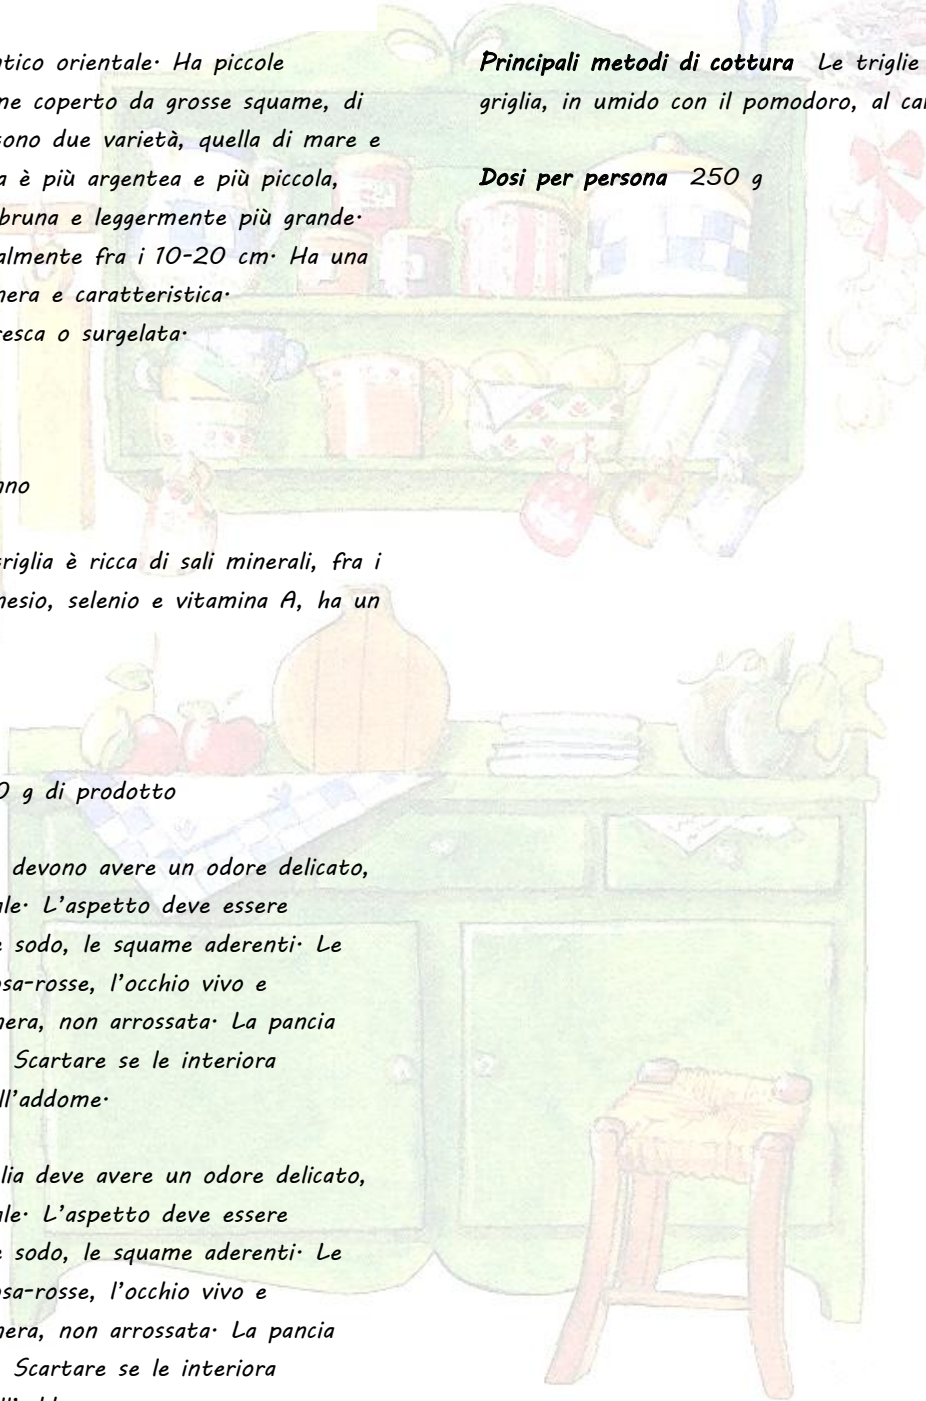 tico orientale· Ha piccole
ne coperto da grosse squame, di
sono due varietà, quella di mare e
a è più argentea e più piccola,
bruna e leggermente più grande·
almente fra i 10-20 cm· Ha una
nera e caratteristica·
resca o surgelata·
nno
triglia è ricca di sali minerali, fra i
nesio, selenio e vitamina A, ha un
0 g di prodotto
devono avere un odore delicato,
ale· L'aspetto deve essere
e sodo, le squame aderenti· Le
osa-rosse, l'occhio vivo e
nera, non arrossata· La pancia
Scartare se le interiora
ll'addome·
lia deve avere un odore delicato,
ale· L'aspetto deve essere
e sodo, le squame aderenti· Le
osa-rosse, l'occhio vivo e
nera, non arrossata· La pancia
Scartare se le interiora
Principali metodi di cottura Le triglie
griglia, in umido con il pomodoro, al car
Dosi per persona 250 g